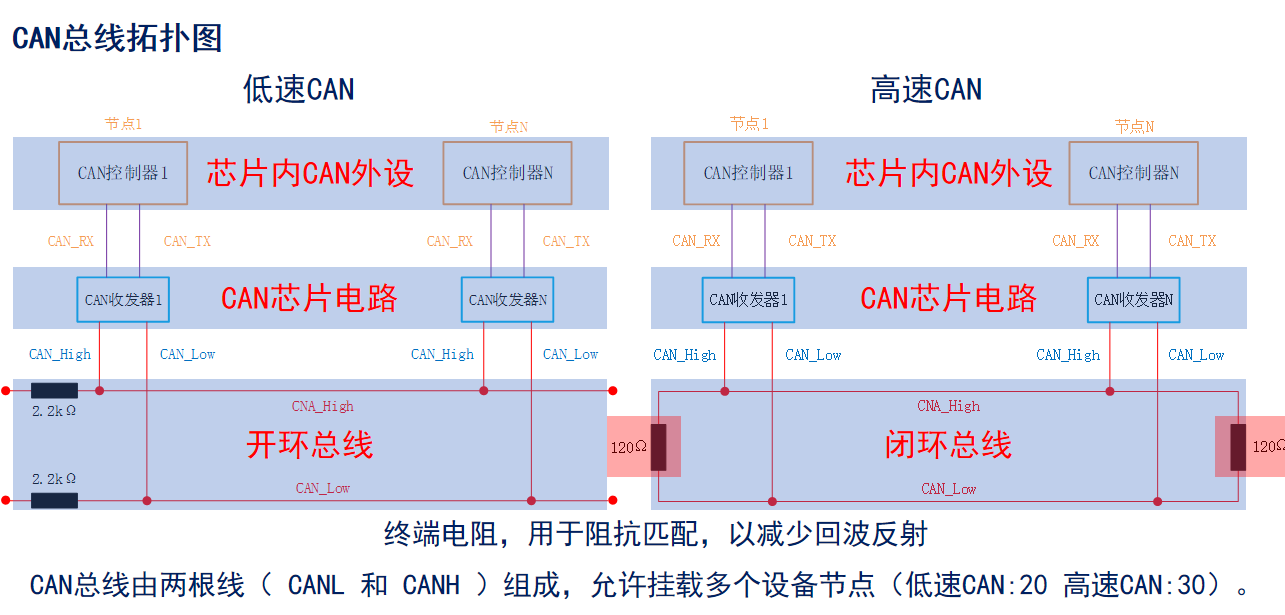 CAN总线拓扑图
低速CAN 高速CAN
节点1 节点N 节点1 节点N
CAN控制器1 芯片内CAN外设 CAN控制器N CAN控制器1 芯片内CAN外设 CAN控制器N
CAN_RX CAN_TX CAN_RX CAN_TX CAN_RX CAN_TX CAN_RX CAN_TX
CAN收发器1 CAN芯片电路 CAN收发器N CAN收发器1 CAN芯片电路 CAN收发器N
CAN_High CAN_Low CAN_High CAN_Low CAN_High CAN_Low CAN_High CAN_Low
2.2kΩ CNA_High CNA_High
开环总线 120Ω 闭环总线 120Ω
2.2kΩ CAN_Low CAN_Low
终端电阻，用于阻抗匹配，以减少回波反射
CAN总线由两根线（ CANL 和 CANH ）组成，允许挂载多个设备节点（低速CAN:20 高速CAN:30）。